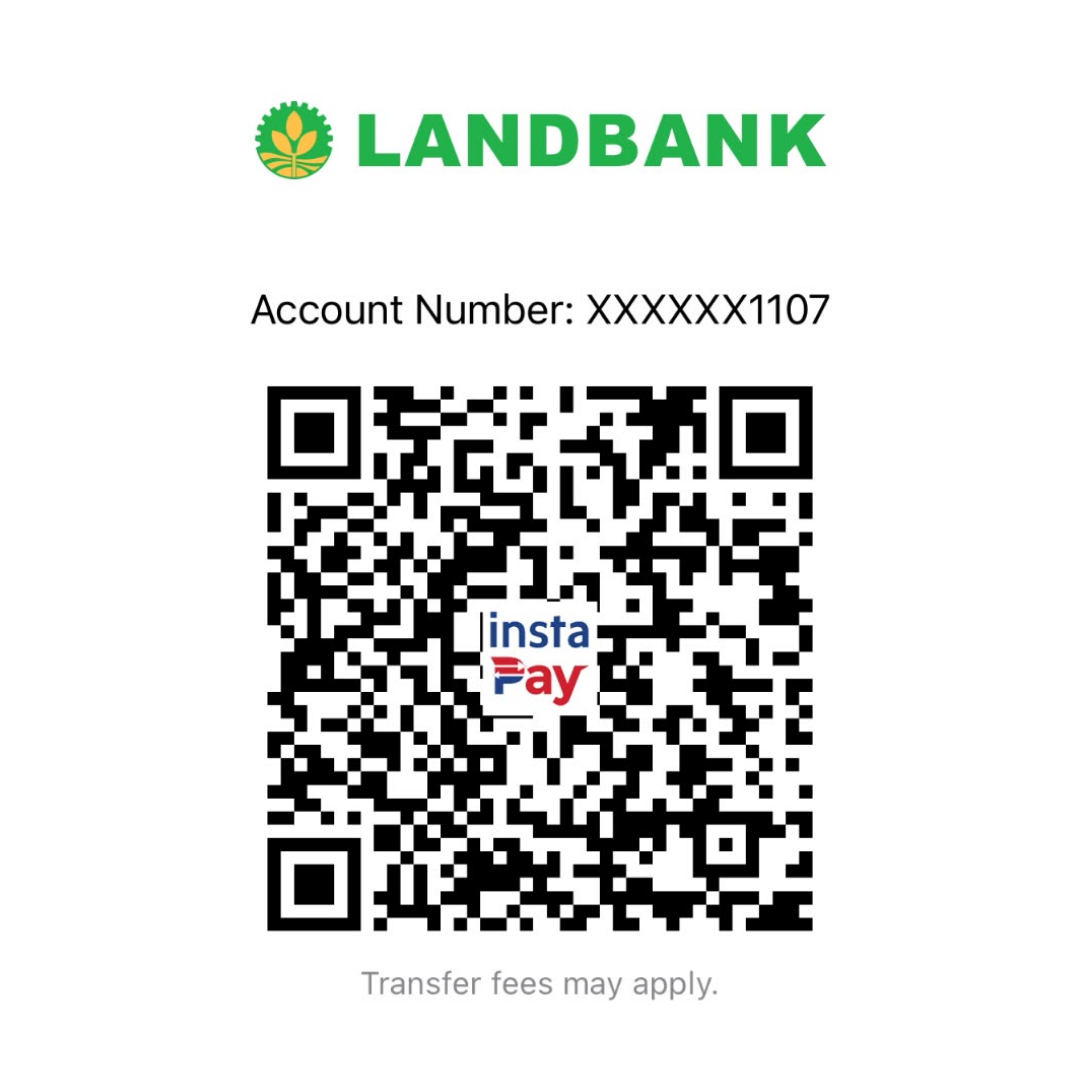 LANDBANK
Account Number: XXXXXX1107
insta
Pay
Transfer fees may apply.